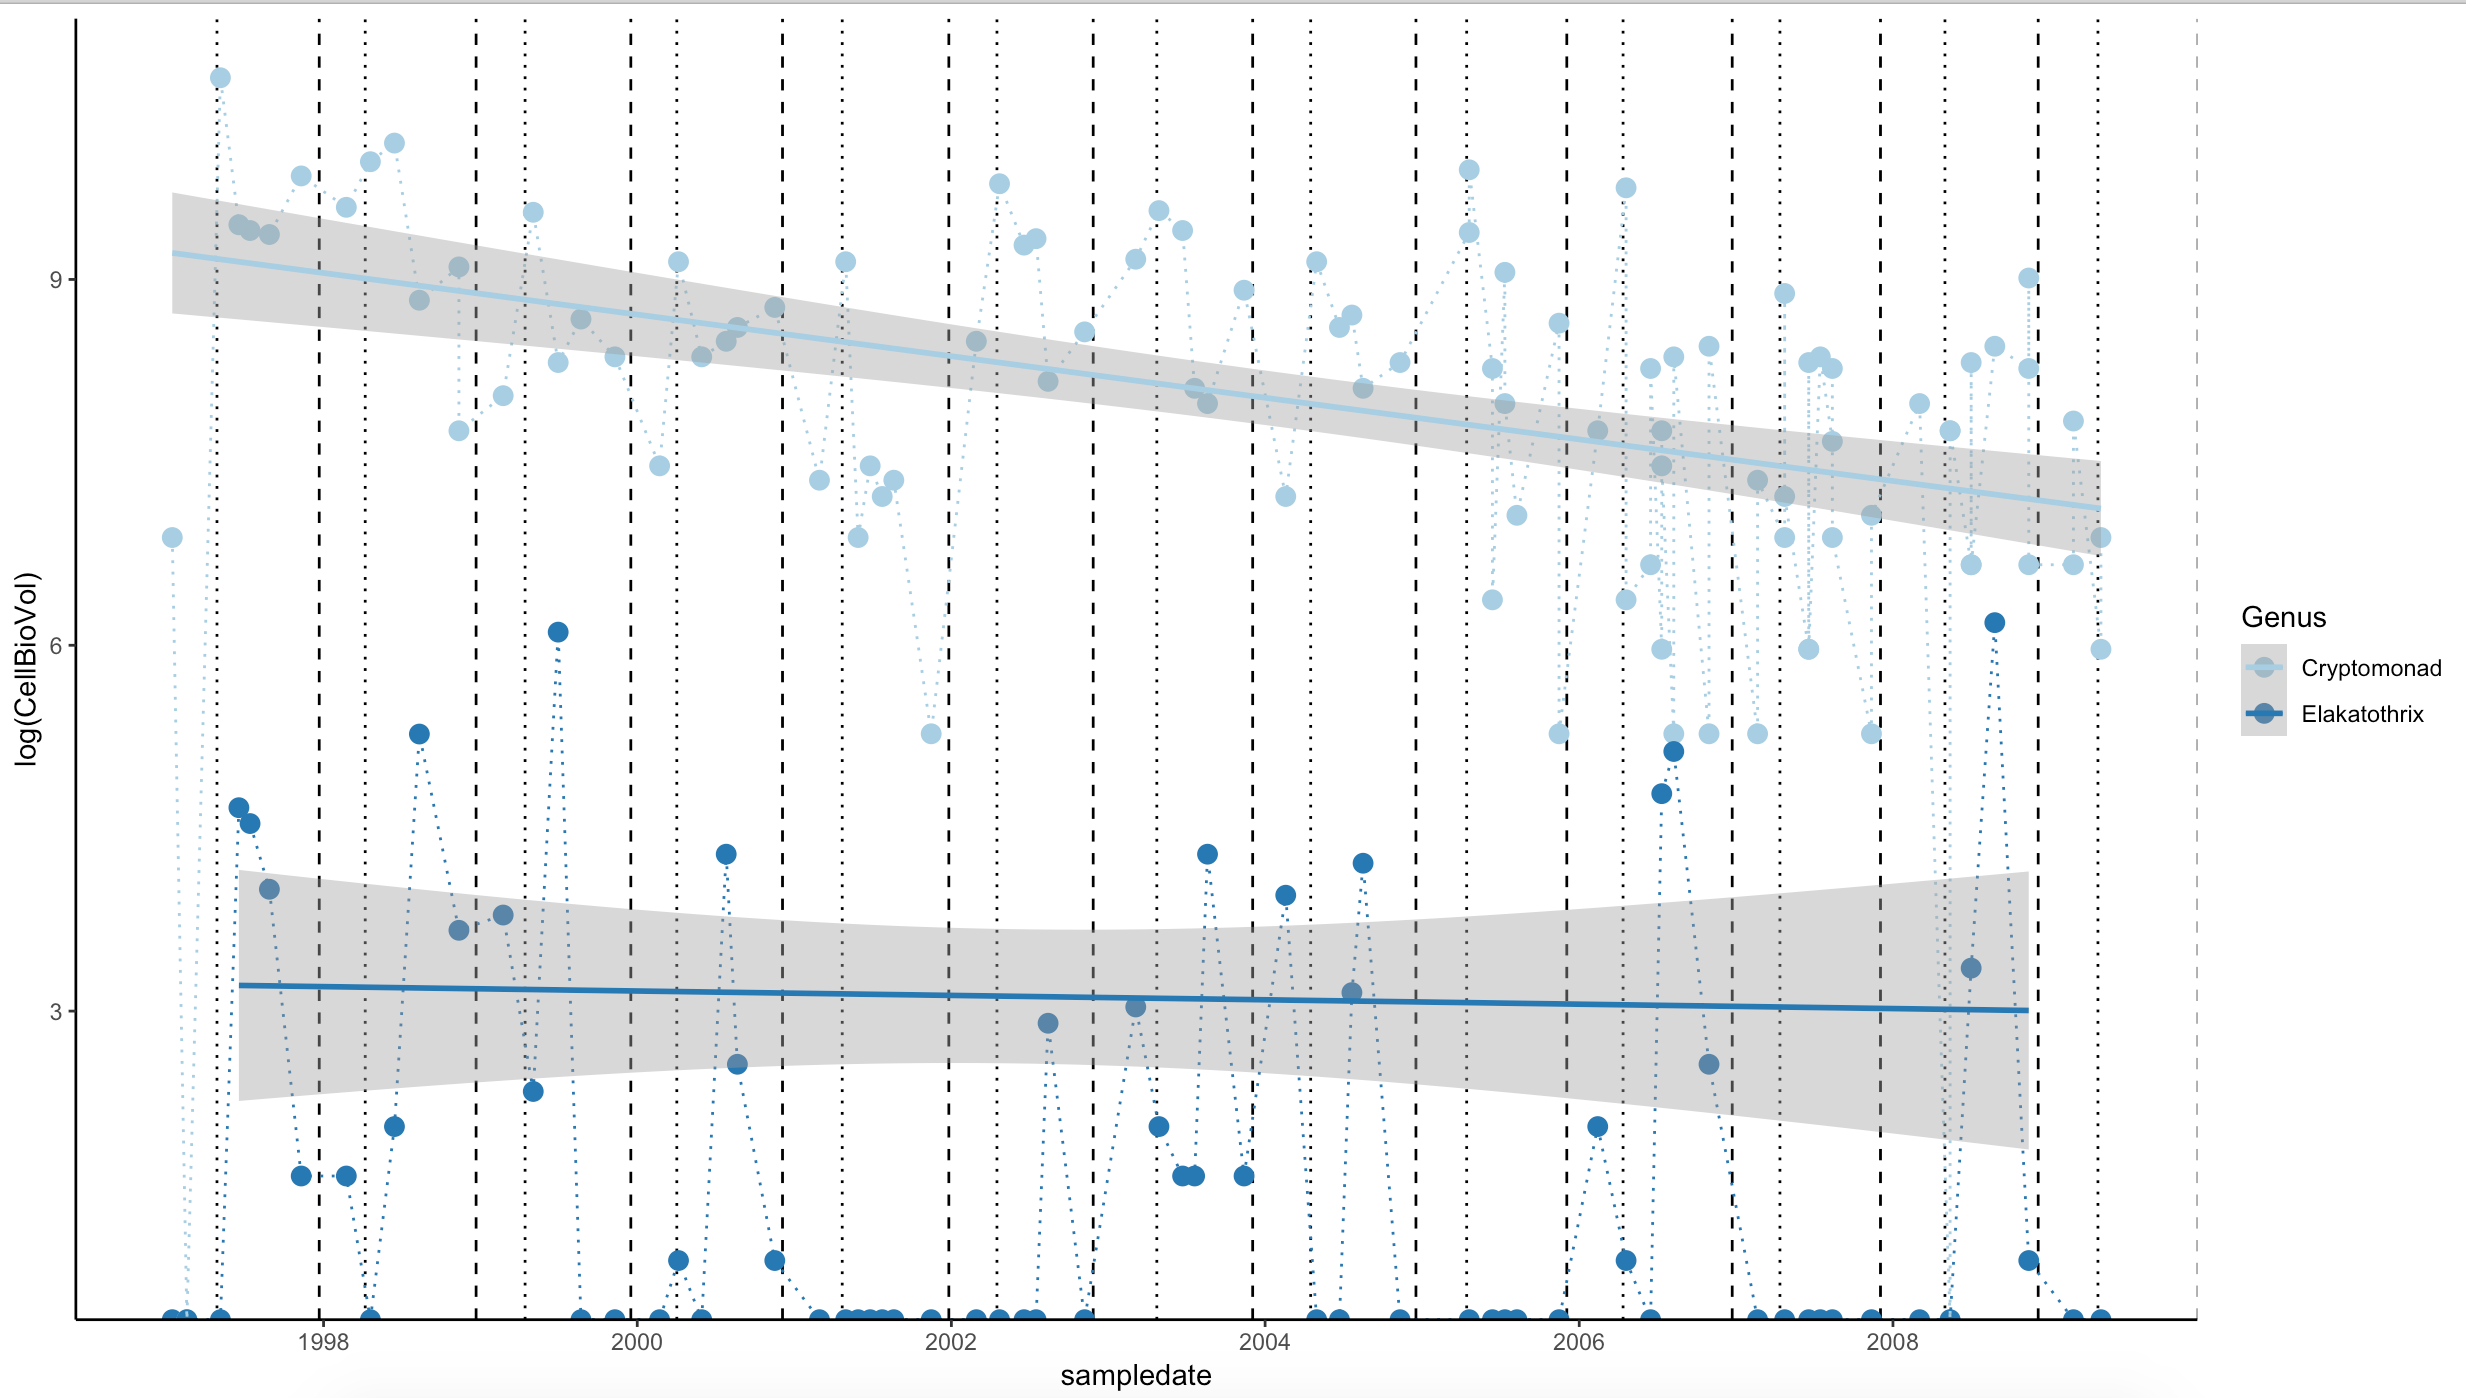 log(CellBioVol)
9
6
3
1998
2000
2002
2004
2006
2008
sampledate
Genus
Cryptomonad
Elakatothrix